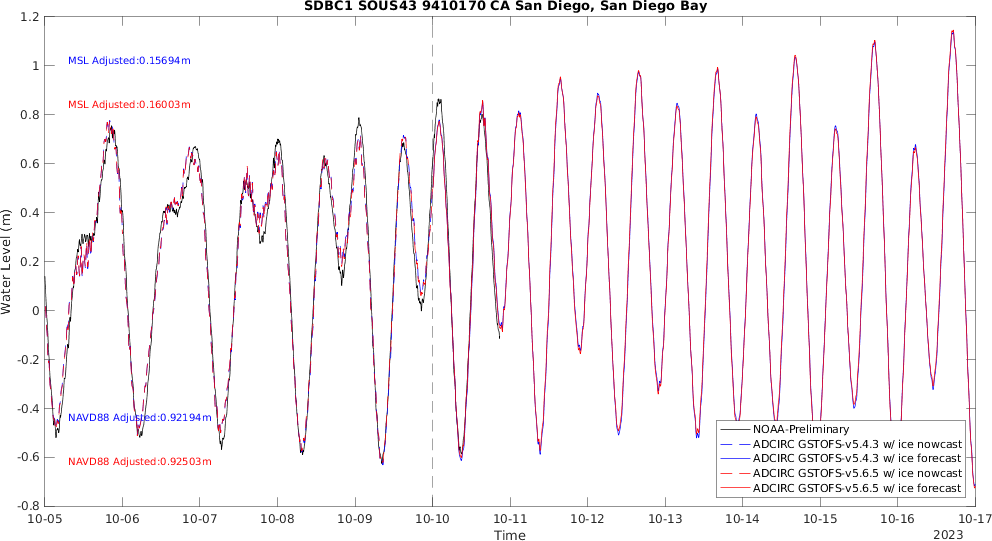 SDBC1 SOUS43 9410170 CA San Diego, San Diego Bay
1.2
1
0.8
0.6
0.4
0.2
0
-0.2
-0.4
-0.6
-0.8
Water Level (m)
MSL Adjusted:0.15694m
MSL Adjusted:0.16003m
NAVD88 Adjusted:0.92194m
NAVD88 Adjusted:0.92503m
NOAA-Preliminary
ADCIRC GSTOFS-v5.4.3 w/ ice nowcast
ADCIRC GSTOFS-v5.4.3 w/ ice forecast
ADCIRC GSTOFS-v5.6.5 w/ ice nowcast
ADCIRC GSTOFS-v5.6.5 w/ ice forecast
10-05 10-06 10-07 10-08 10-09 10-10 10-11 10-12 10-13 10-14 10-15 10-16 10-17
Time
2023